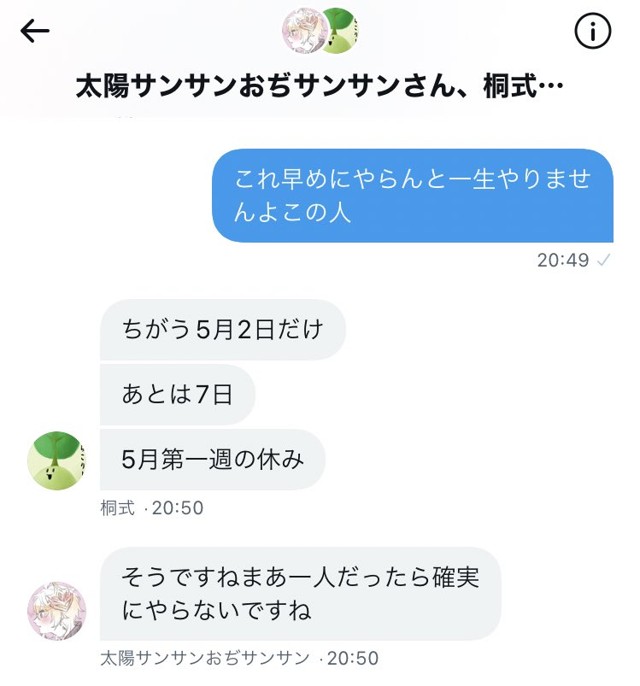 太陽サンサンおぢサンサンさん、桐式…
これ早めにやらんと一生やりませ
んよこの人
20:49
ちがう5月2日だけ
あとは7日
5月第一週の休み
桐式 · 20:50
そうですねまあ一人だったら確実
にやらないですね
太陽サンサンおぢサンサン · 20:50